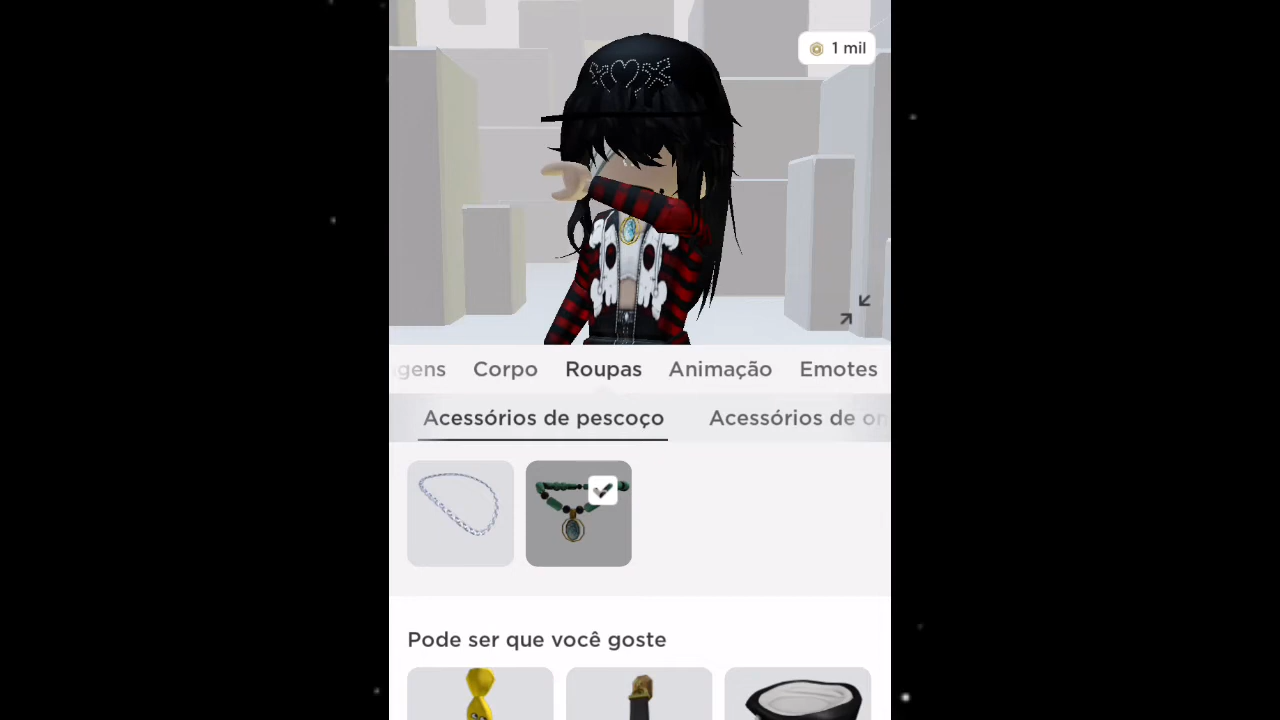 1 mil
gens Corpo Roupas Animação Emotes
Acessórios de pescoço Acessórios de
Pode ser que você goste